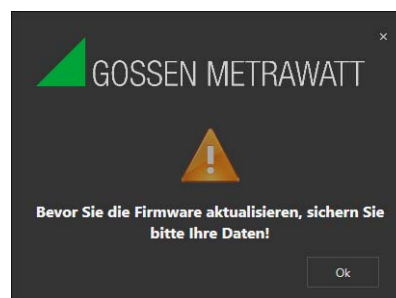 ×
GOSSEN METRAWATT
Bevor Sie die Firmware aktualisieren, sichern Sie
bitte Ihre Daten!
Ok